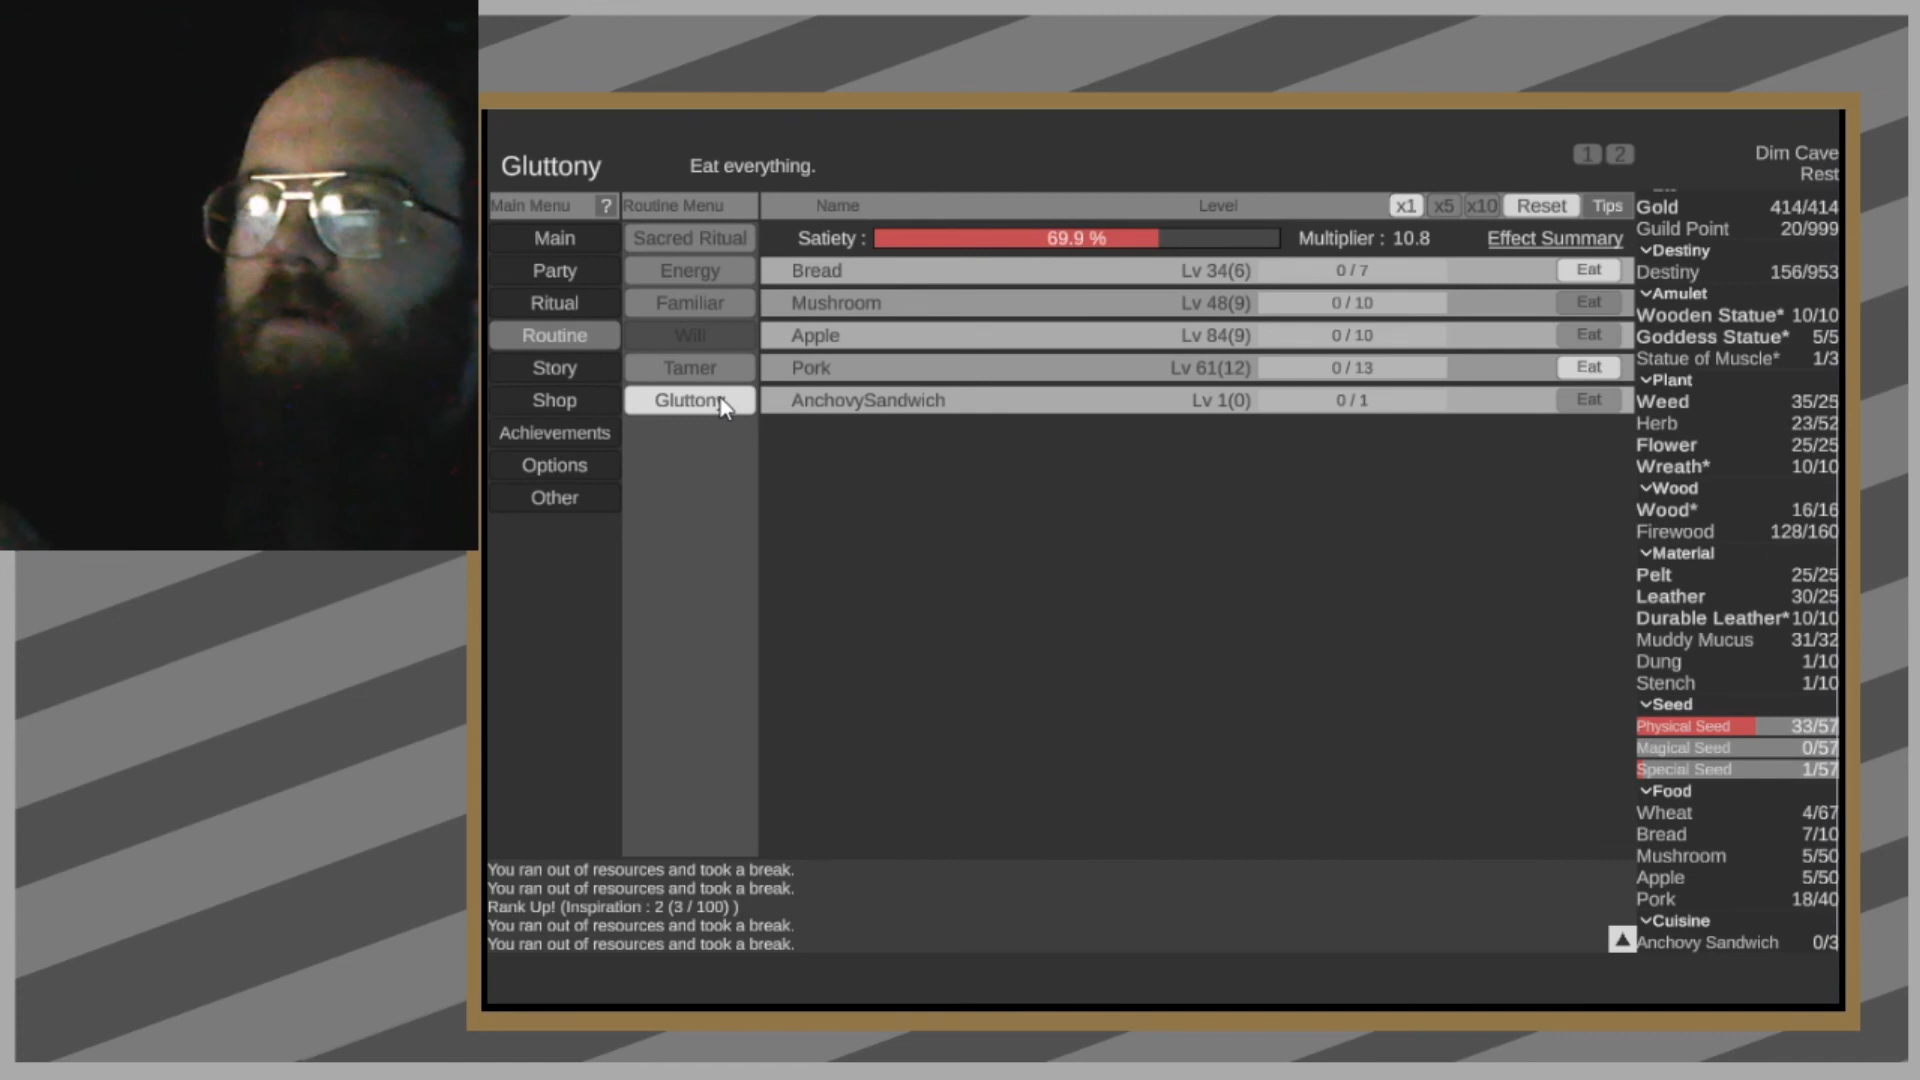 Gluttony Eat everything. 1 2 Dim Cave
Rest
Main Menu ? Routine Menu Name Level x1 x5 x10 Reset Tips
Main Sacred Ritual Satiety : 69.9 % Multiplier : 10.8 Effect Summary
Party Energy Bread Lv 34(6) 0 / 7 Eat
Ritual Familiar Mushroom Lv 48(9) 0 / 10 Eat
Routine Will Apple Lv 84(9) 0 / 10 Eat
Story Tamer Pork Lv 61(12) 0 / 13 Eat
Shop Gluttony AnchovySandwich Lv 1(0) 0 / 1 Eat
Achievements
Options
Other
Gold 414/414
Guild Point 20/999
Destiny
Destiny 156/953
Amulet
Wooden Statue* 10/10
Goddess Statue* 5/5
Statue of Muscle* 1/3
Plant
Weed 35/25
Herb 23/52
Flower 25/25
Wreath* 10/10
Wood
Wood* 16/16
Firewood 128/160
Material
Pelt 25/25
Leather 30/25
Durable Leather* 10/10
Muddy Mucus 31/32
Dung 1/10
Stench 1/10
Seed
Physical Seed 33/57
Magical Seed 0/57
Special Seed 1/57
Food
Wheat 4/67
Bread 7/10
Mushroom 5/50
Apple 5/50
Pork 18/40
Cuisine
Anchovy Sandwich 0/3
You ran out of resources and took a break.
You ran out of resources and took a break.
Rank Up! (Inspiration : 2 (3 / 100) )
You ran out of resources and took a break.
You ran out of resources and took a break.